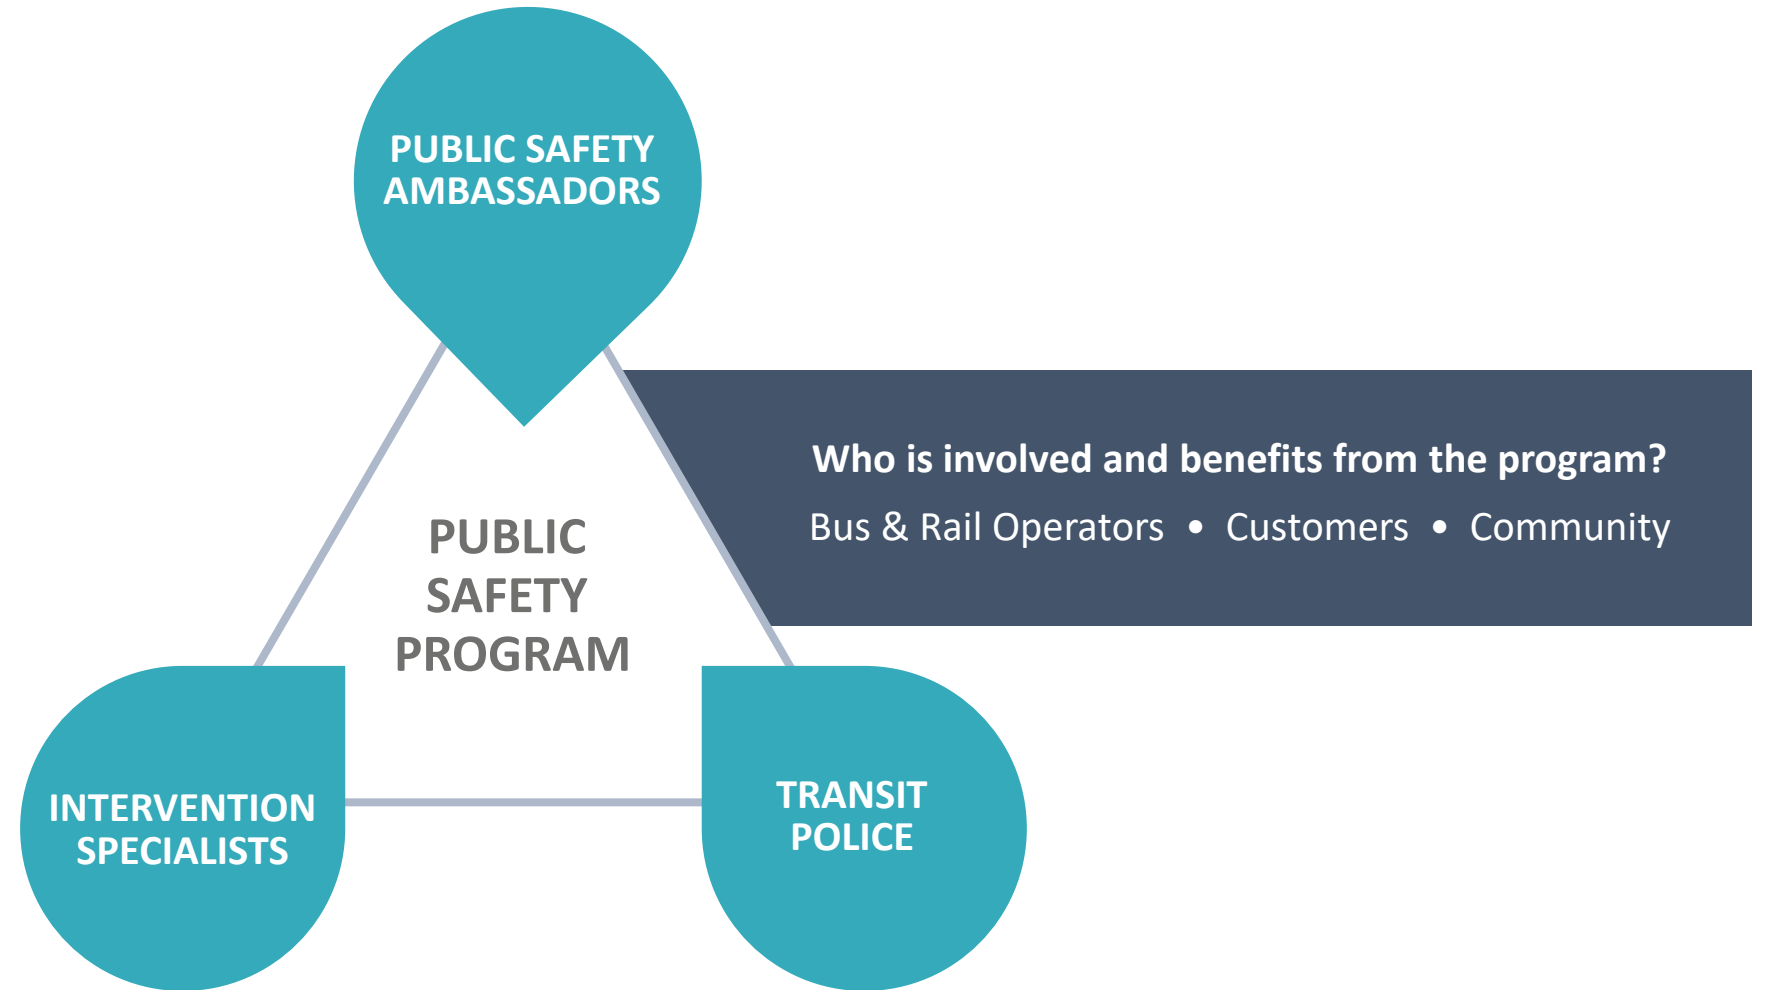 PUBLIC SAFETY
AMBASSADORS
Who is involved and benefits from the program?
Bus & Rail Operators • Customers • Community
PUBLIC
SAFETY
PROGRAM
INTERVENTION
SPECIALISTS
TRANSIT
POLICE